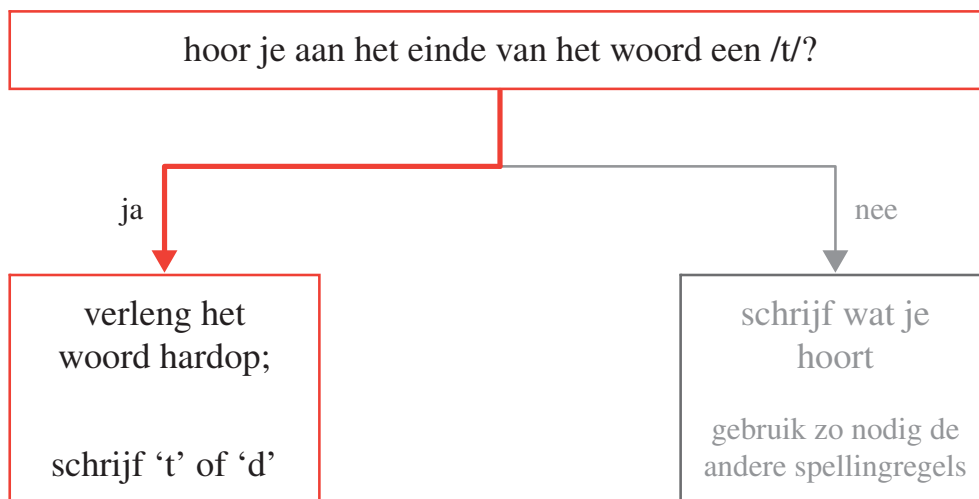 hoor je aan het einde van het woord een /t/?
ja
nee
verleng het
woord hardop;
schrijf ‘t’ of ‘d’
schrijf wat je
hoort
gebruik zo nodig de
andere spellingregels